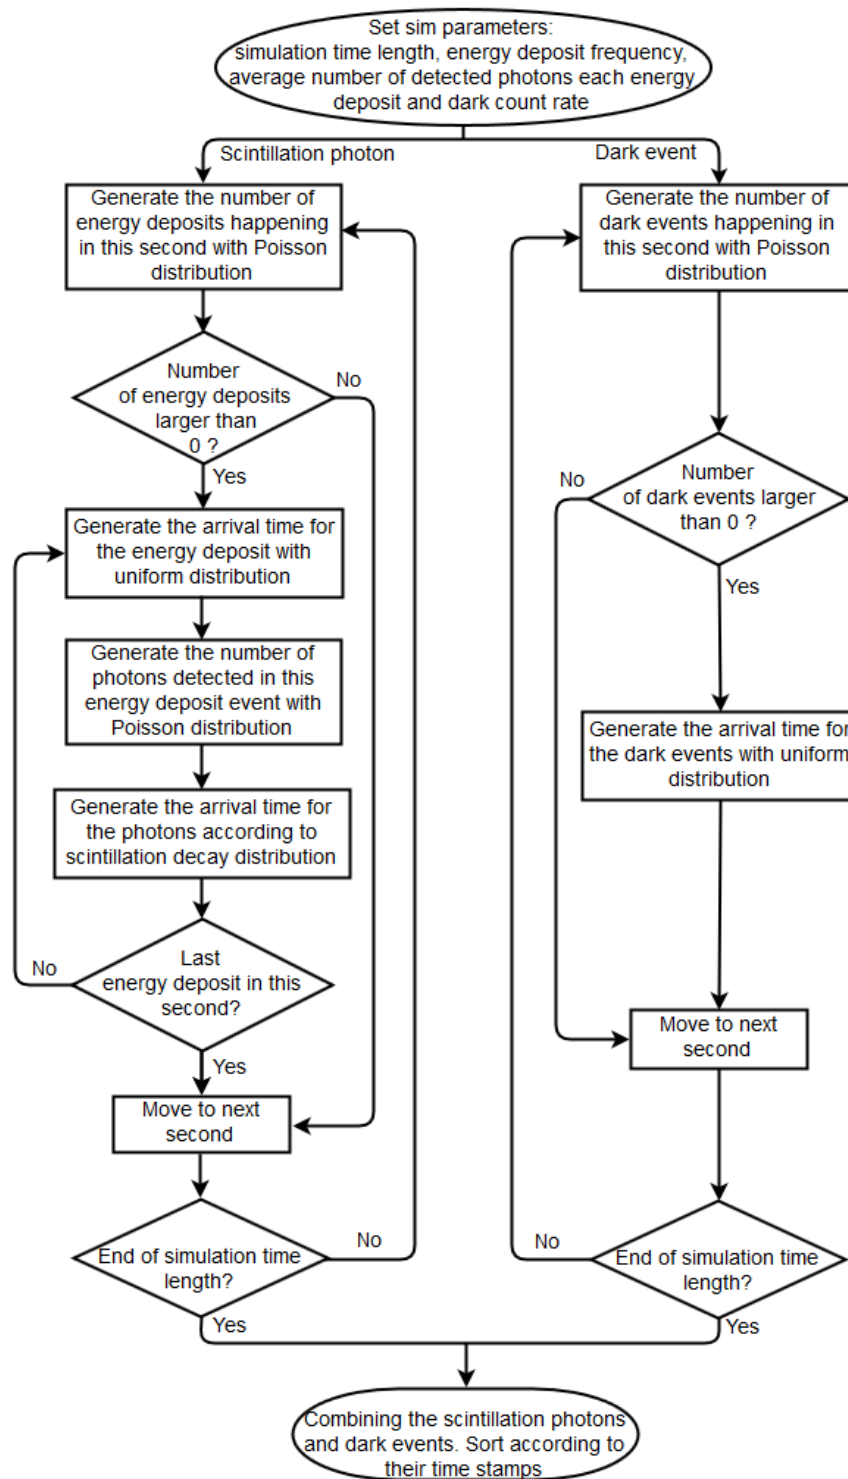 Set sim parameters:
simulation time length, energy deposit frequency,
average number of detected photons each energy
deposit and dark count rate
Scintillation photon
Dark event
Generate the number of
energy deposits happening
in this second with Poisson
distribution
Number
of energy deposits
larger than
0 ?
No
Yes
Generate the arrival time for
the energy deposit with
uniform distribution
Generate the number of
photons detected in this
energy deposit event with
Poisson distribution
Generate the arrival time for
the photons according to
scintillation decay distribution
Last
energy deposit in this
second?
No
Yes
Move to next
second
End of simulation time
length?
No
Yes
Generate the number of
dark events happening in
this second with Poisson
distribution
Number
of dark events larger
than 0 ?
No
Yes
Generate the arrival time for
the dark events with uniform
distribution
Move to next
second
End of simulation time
length?
No
Yes
Combining the scintillation photons
and dark events. Sort according to
their time stamps